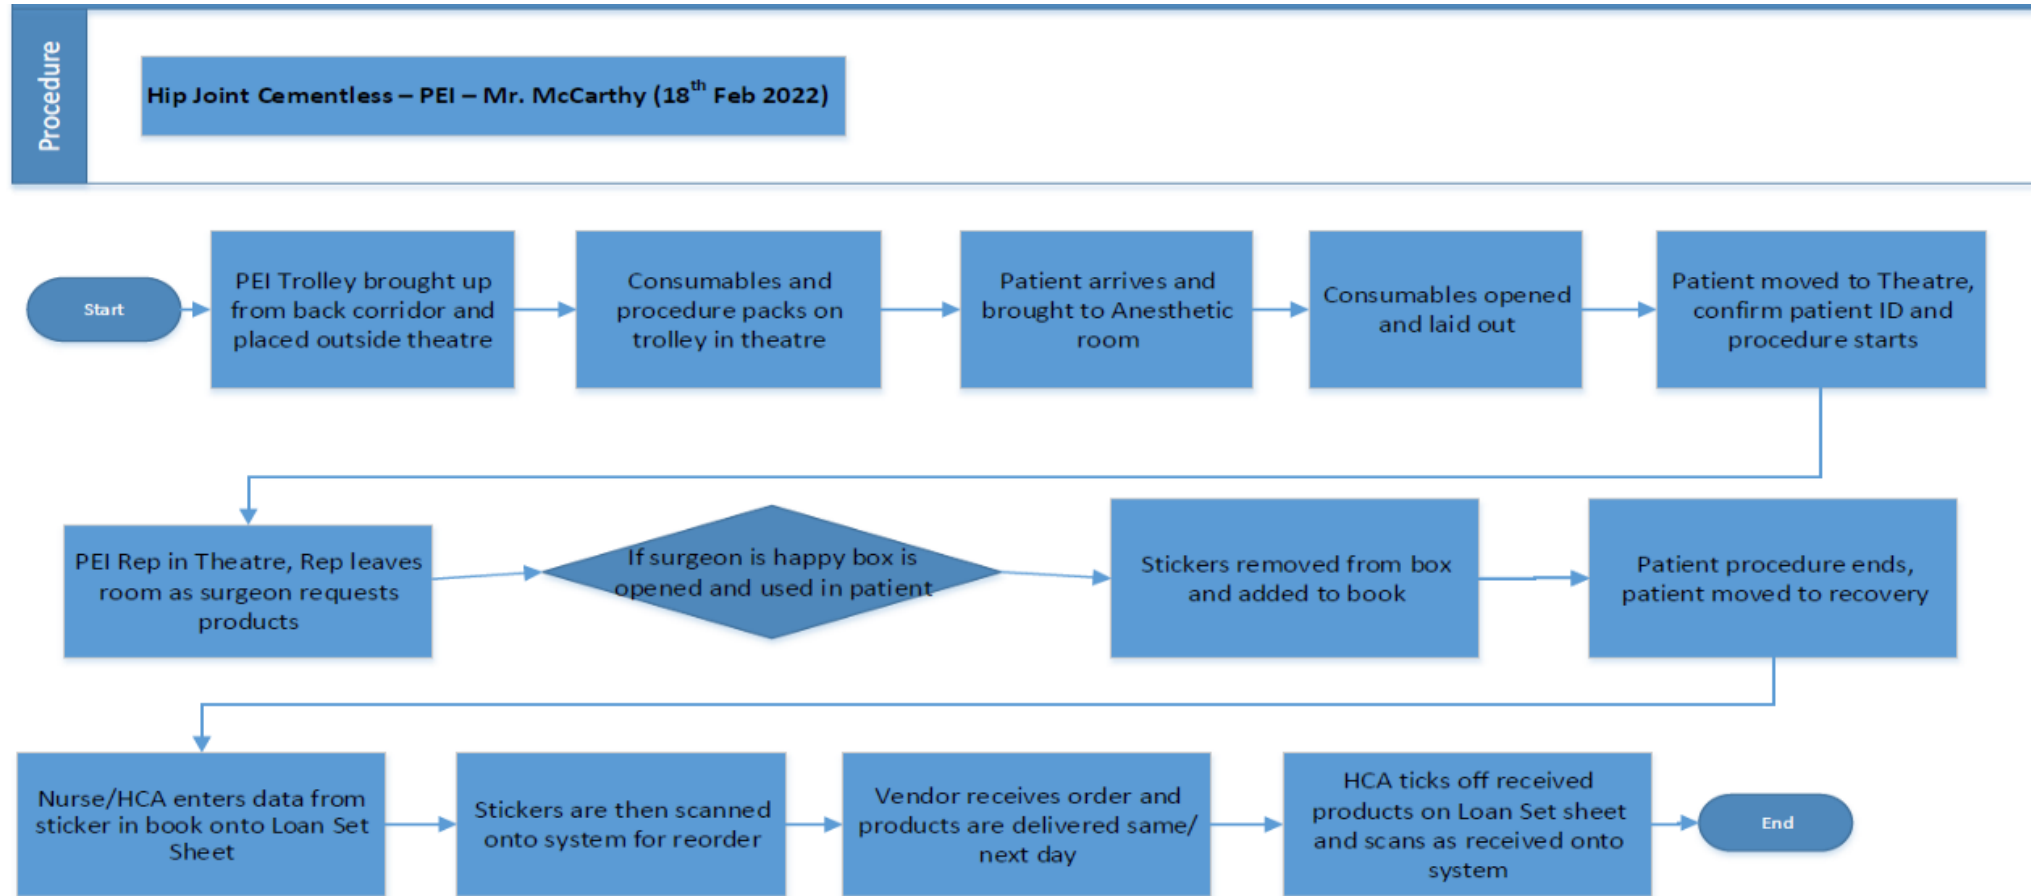 Procedure
Hip Joint Cementless – PEI – Mr. McCarthy (18th Feb 2022)
Start
PEI Trolley brought up
from back corridor and
placed outside theatre
Consumables and
procedure packs on
trolley in theatre
Patient arrives and
brought to Anesthetic
room
Consumables opened
and laid out
Patient moved to Theatre,
confirm patient ID and
procedure starts
PEI Rep in Theatre, Rep leaves
room as surgeon requests
products
If surgeon is happy box is
opened and used in patient
Stickers removed from box
and added to book
Patient procedure ends,
patient moved to recovery
Nurse/HCA enters data from
sticker in book onto Loan Set
Sheet
Stickers are then scanned
onto system for reorder
Vendor receives order and
products are delivered same/
next day
HCA ticks off received
products on Loan Set sheet
and scans as received onto
system
End